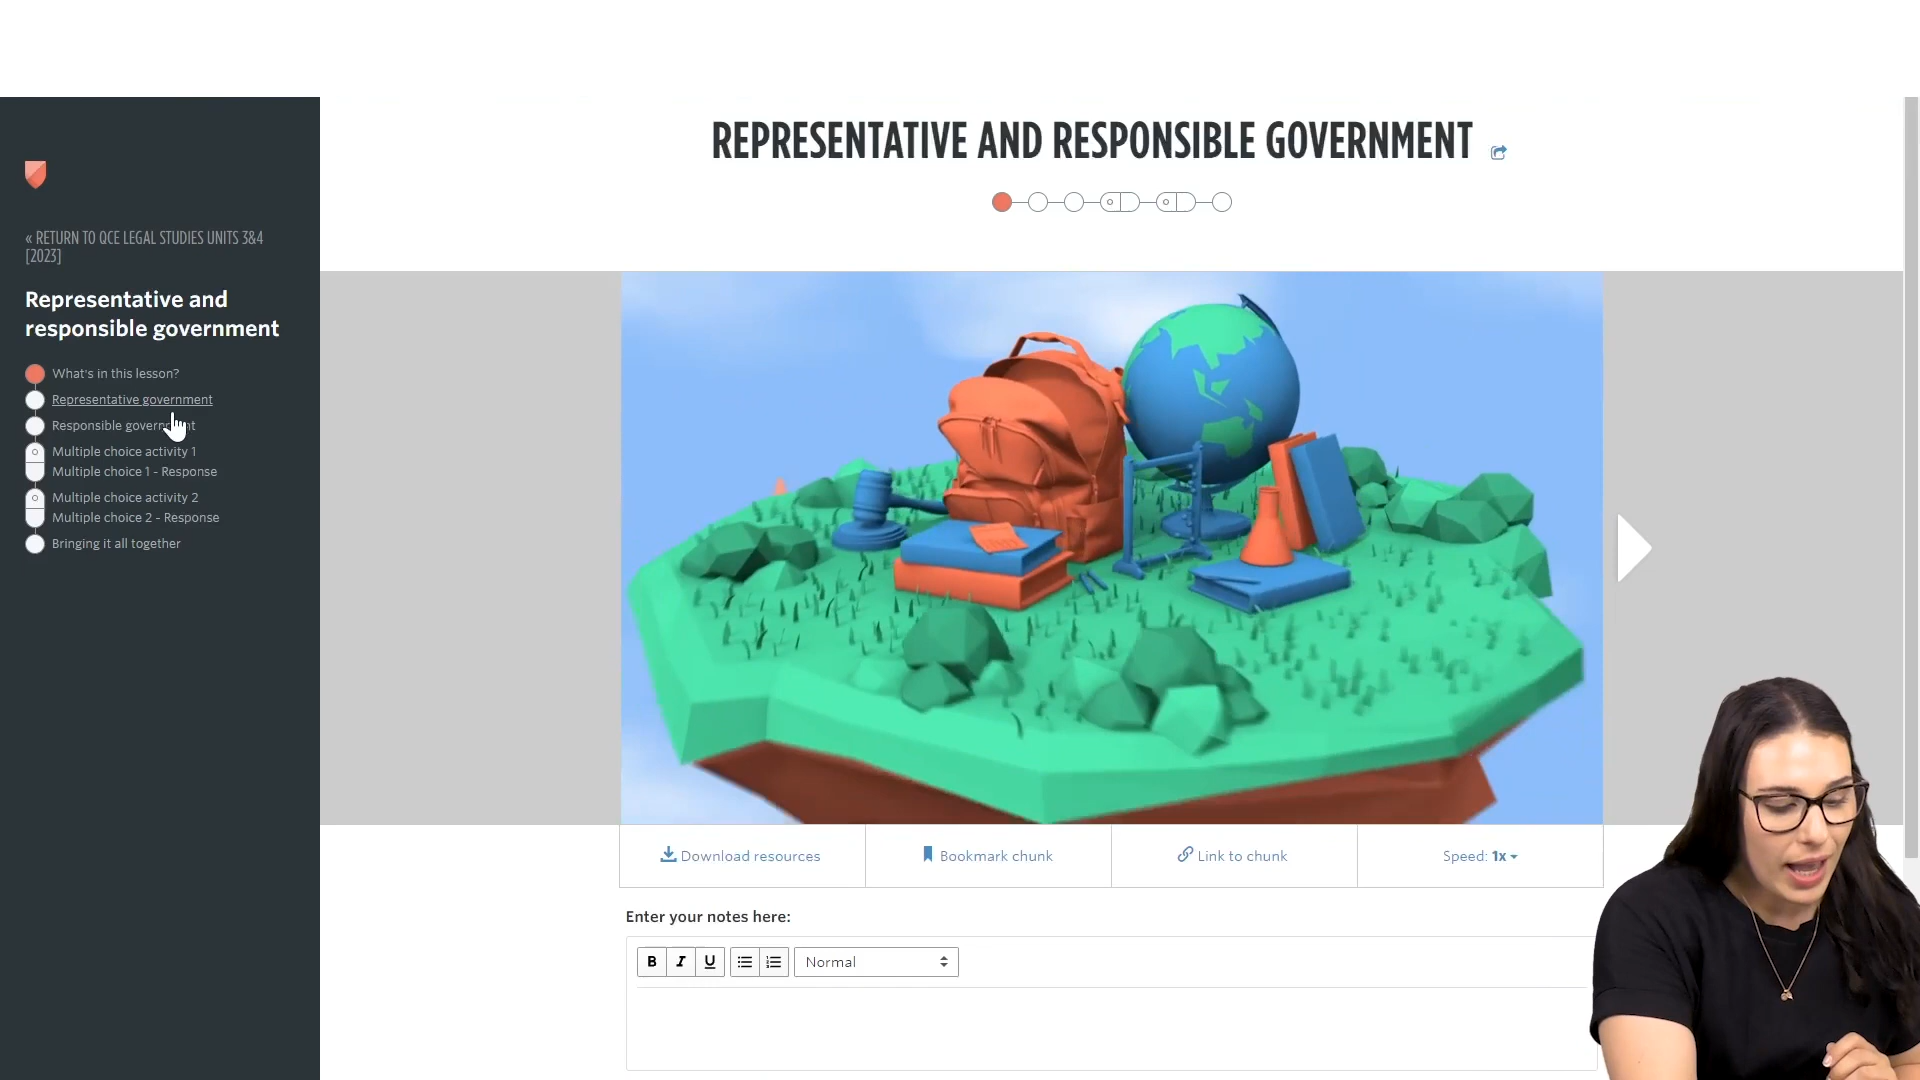 REPRESENTATIVE AND RESPONSIBLE GOVERNMENT
« RETURN TO QCE LEGAL STUDIES UNITS 3&4
[2023]
Representative and
responsible government
What's in this lesson?
Representative government
Responsible government
Multiple choice activity 1
Multiple choice 1 - Response
Multiple choice activity 2
Multiple choice 2 - Response
Bringing it all together
Download resources
Bookmark chunk
Link to chunk
Speed: 1x
Enter your notes here:
B I U
Normal